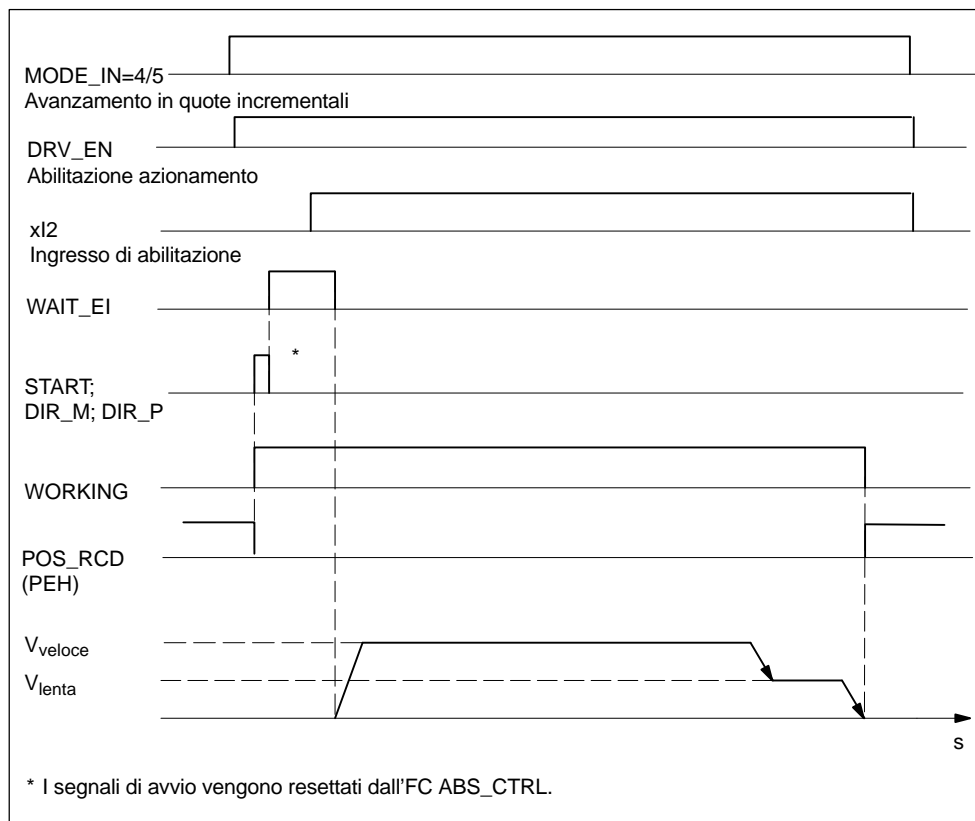 MODE_IN=4/5
Avanzamento in quote incrementali
DRV_EN
Abilitazione azionamento
xI2
Ingresso di abilitazione
WAIT_EI
*
START;
DIR_M; DIR_P
WORKING
POS_RCD
(PEH)
Vveloce
Vlenta
s
* I segnali di avvio vengono resettati dall'FC ABS_CTRL.